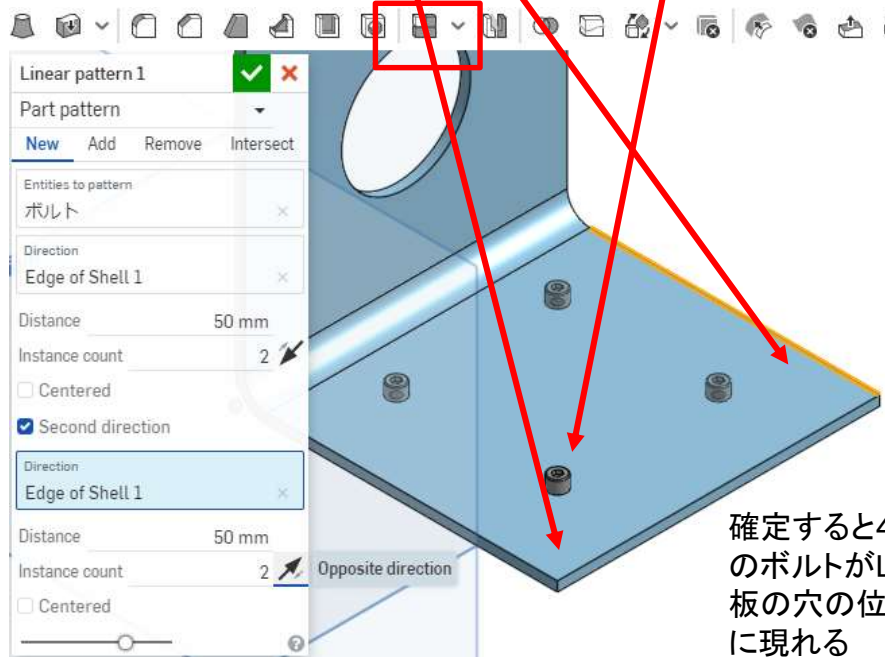 Linear pattern 1
Part pattern
New Add Remove Intersect
Entities to pattern
ボルト
Direction
Edge of Shell 1
Distance 50 mm
Instance count 2
Centered
Second direction
Direction
Edge of Shell 1
Distance 50 mm
Instance count 2
Opposite direction
Centered
確定すると4
のボルトがL
板の穴の位
に現れる